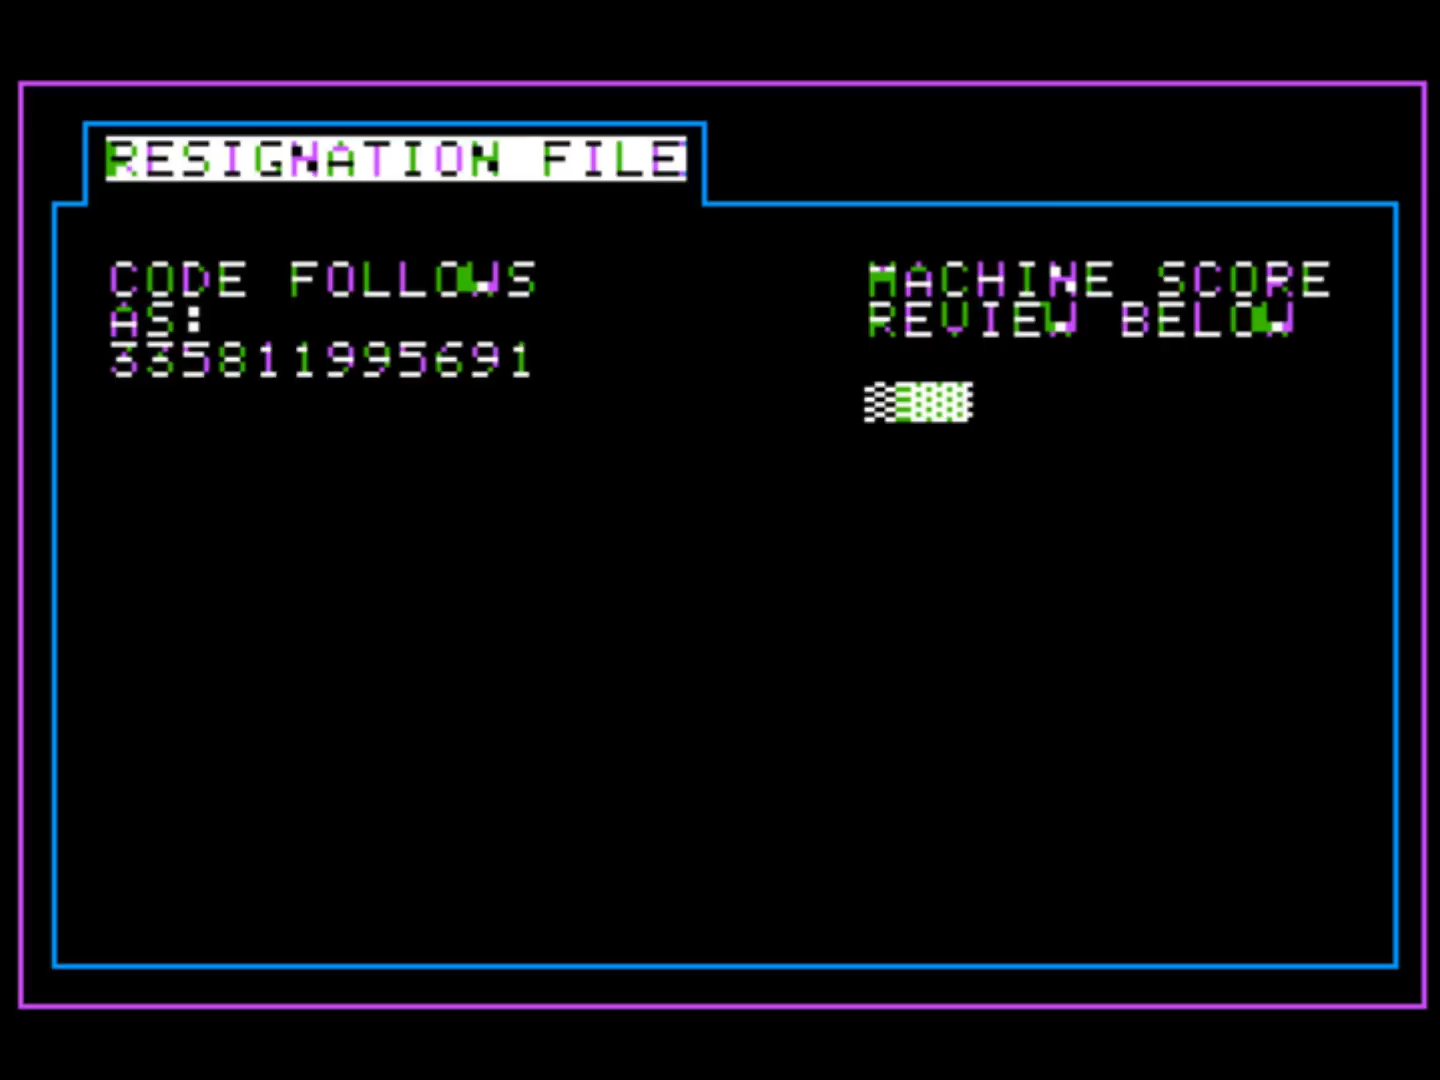 RESIGNATION FILE
CODE FOLLOWS
AS:
335811995691
MACHINE SCORE
REVIEW BELOW